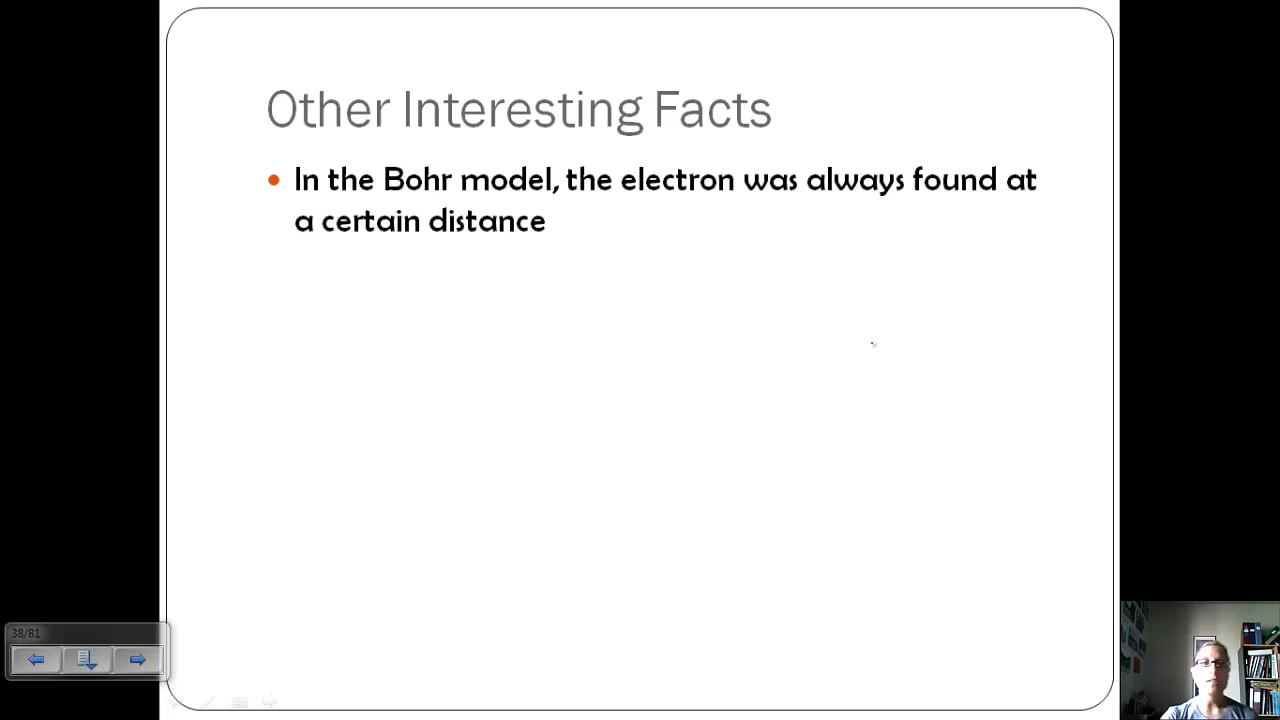 Other Interesting Facts
In the Bohr model, the electron was always found at
a certain distance
38/81